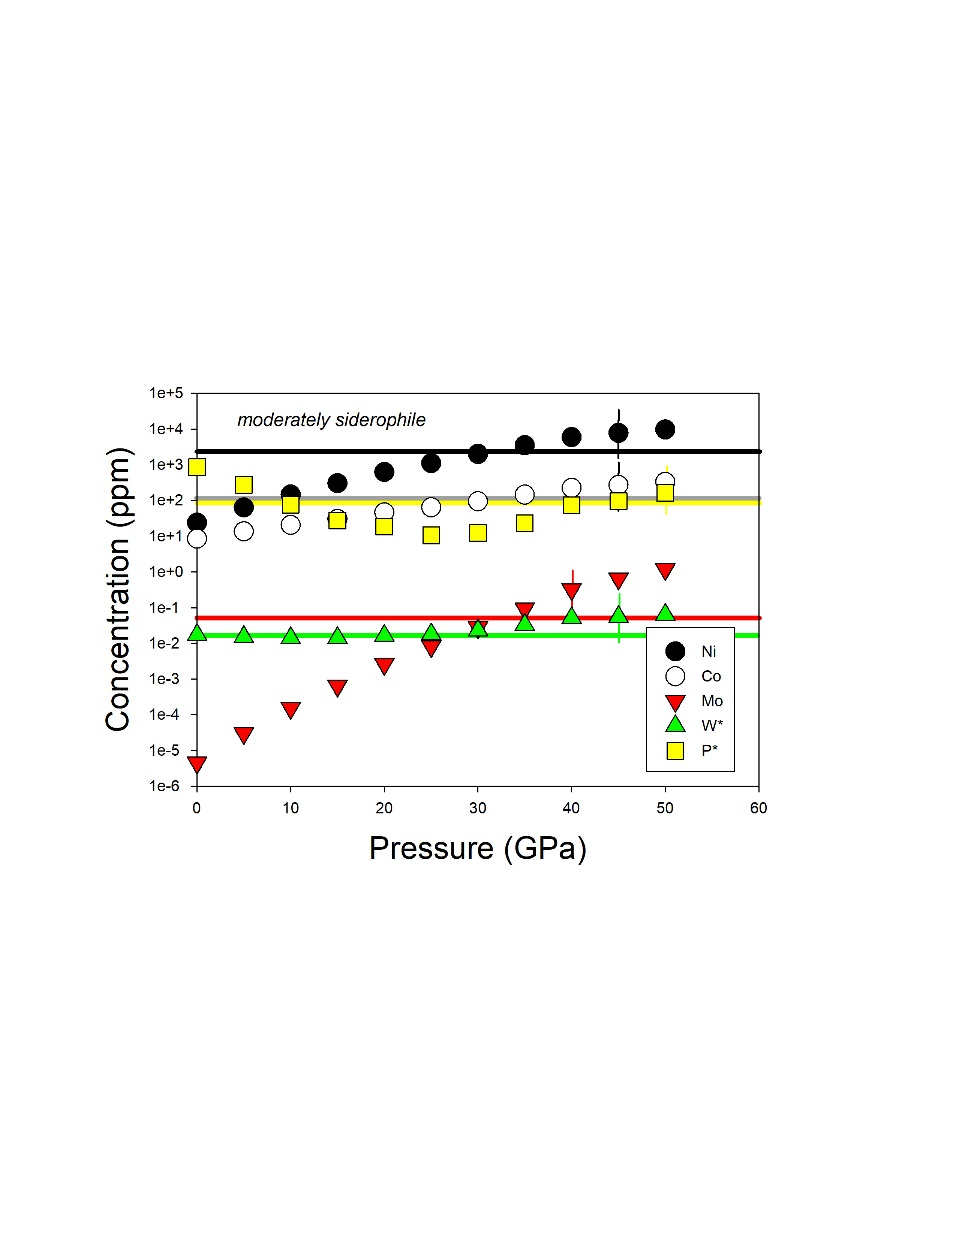 moderately siderophile
Concentration (ppm)
1e+5
1e+4
1e+3
1e+2
1e+1
1e+0
1e-1
1e-2
1e-3
1e-4
1e-5
1e-6
Ni
Co
Mo
W*
P*
0 10 20 30 40 50 60
Pressure (GPa)